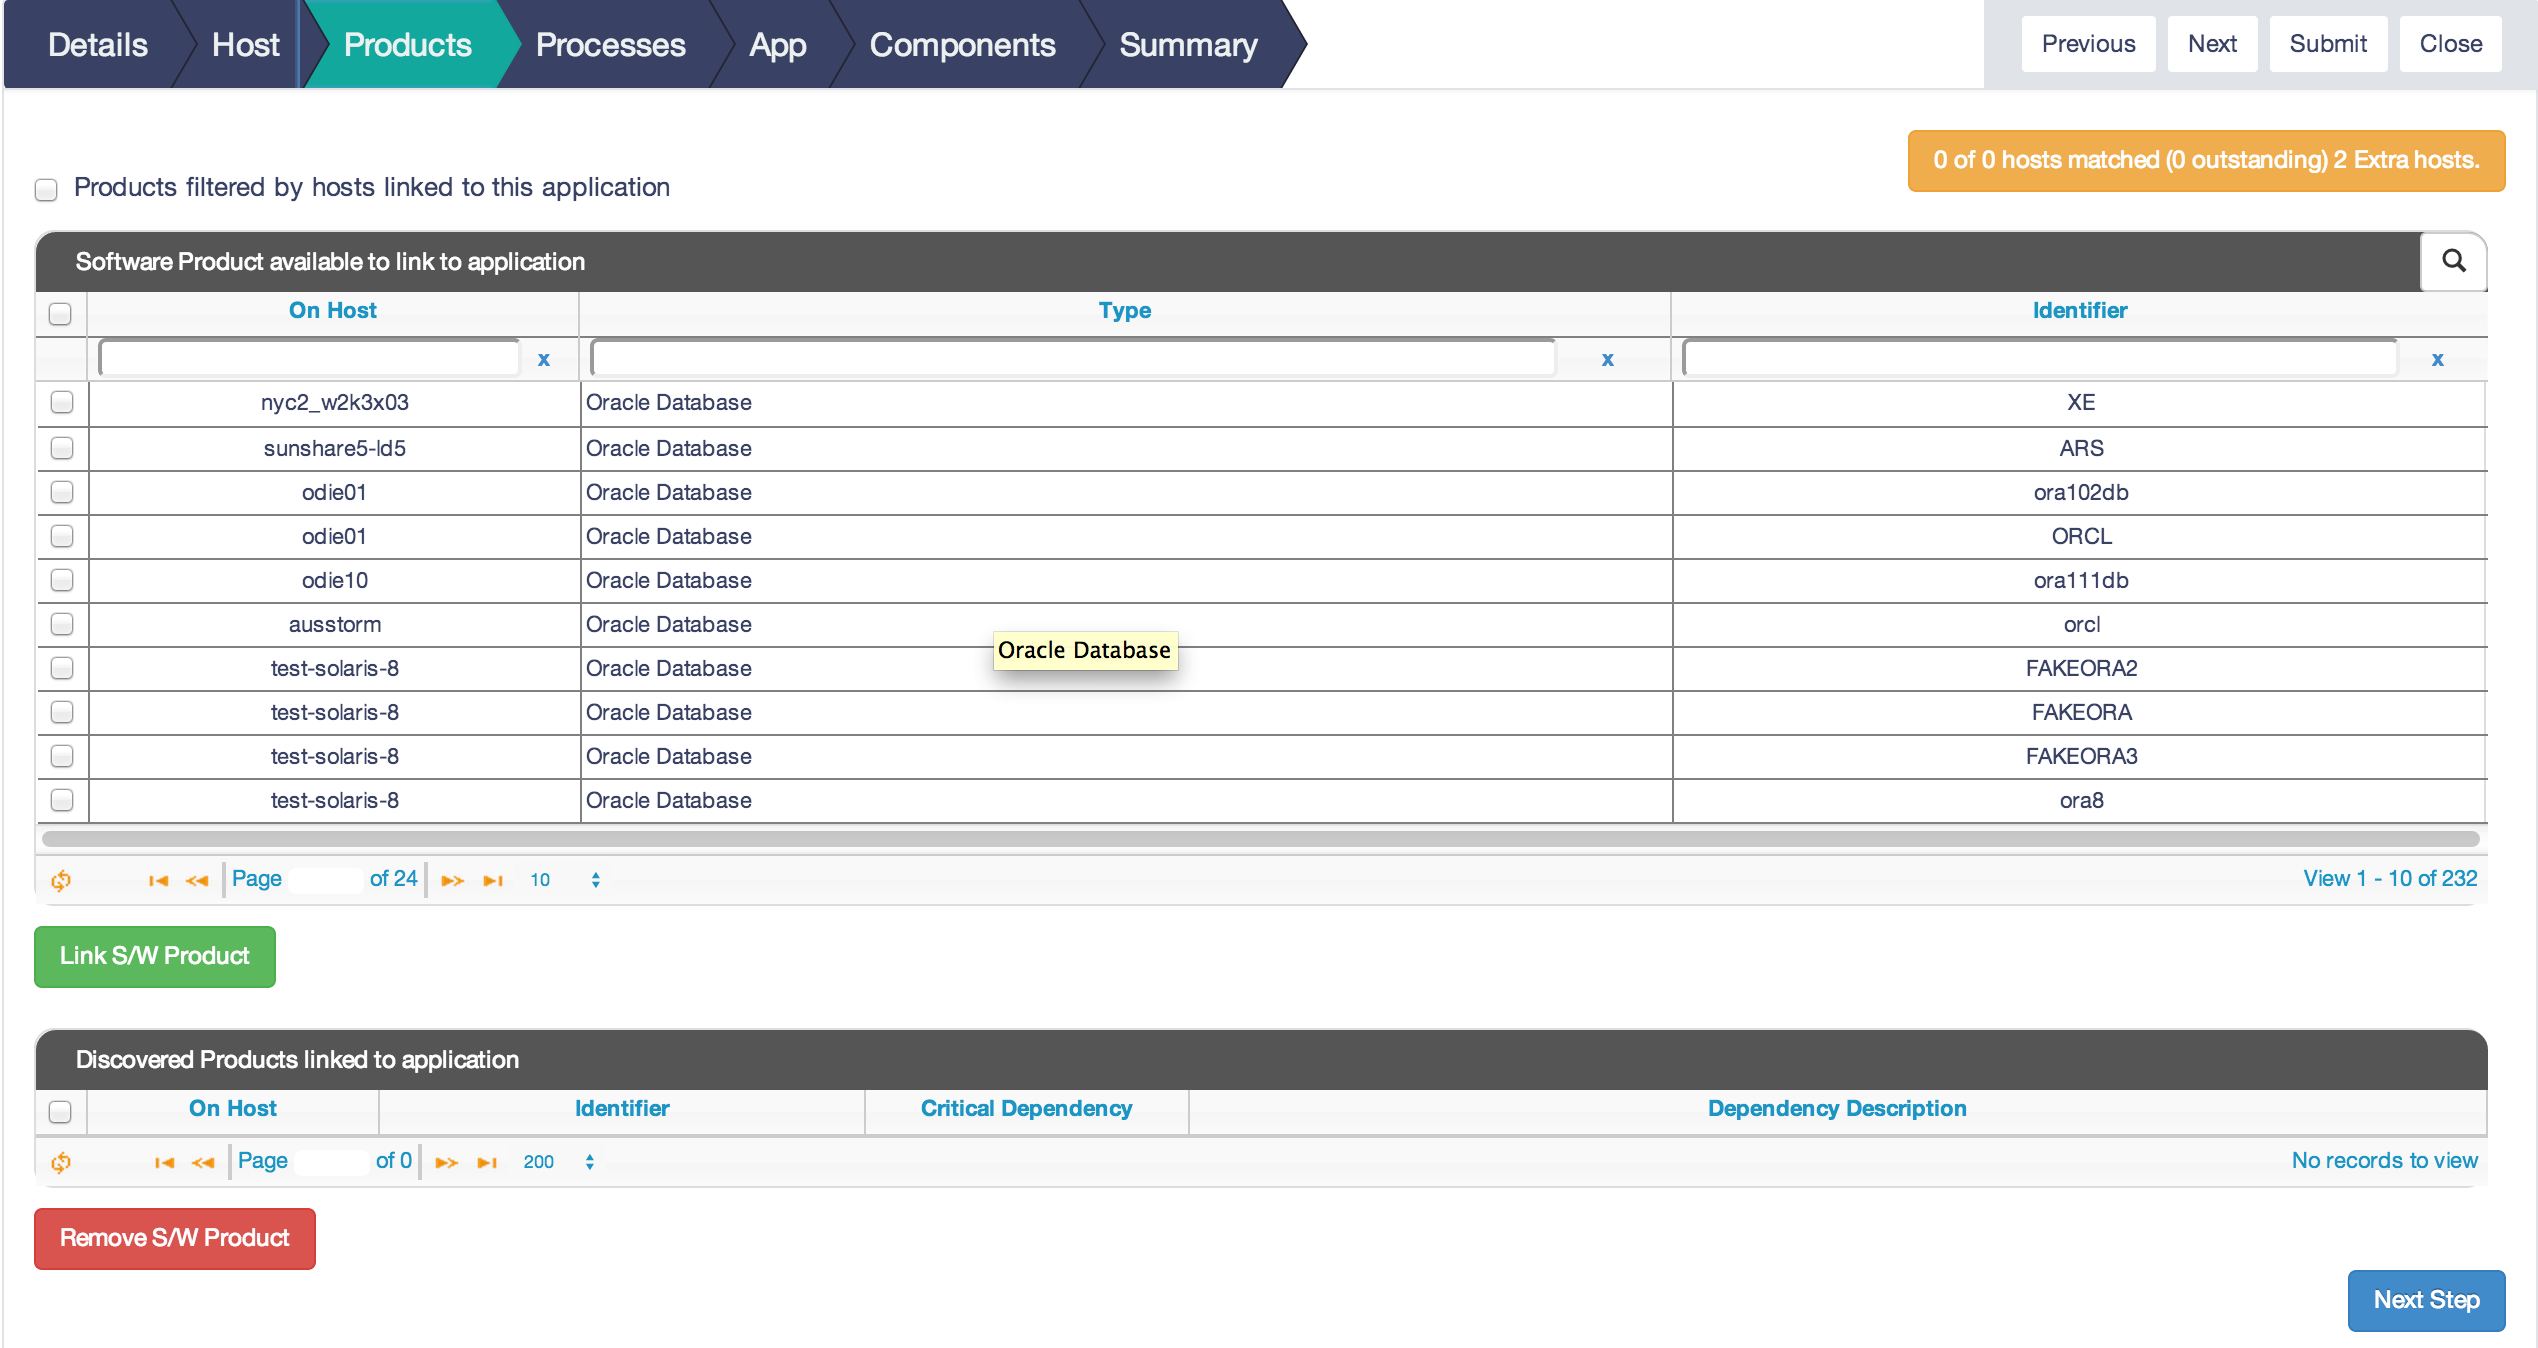 Details Host Products Processes App Components Summary Previous Next Submit Close
0 of 0 hosts matched (0 outstanding) 2 Extra hosts.
Products filtered by hosts linked to this application
Software Product available to link to application
On Host Type Identifier
x x x
nyc2_w2k3x03 Oracle Database XE
sunshare5-ld5 Oracle Database ARS
odie01 Oracle Database ora102db
odie01 Oracle Database ORCL
odie10 Oracle Database ora111db
ausstorm Oracle Database orcl
Oracle Database
test-solaris-8 Oracle Database FAKEORA2
test-solaris-8 Oracle Database FAKEORA
test-solaris-8 Oracle Database FAKEORA3
test-solaris-8 Oracle Database ora8
Page of 24 10 View 1 - 10 of 232
Link S/W Product
Discovered Products linked to application
On Host Identifier Critical Dependency Dependency Description
Page of 0 200 No records to view
Remove S/W Product
Next Step